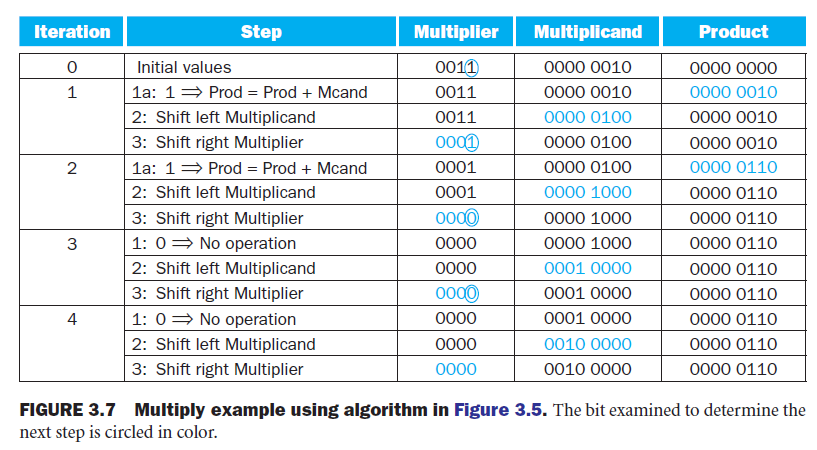 Iteration Step Multiplier Multiplicand Product
0 Initial values 0011 0000 0010 0000 0000
1 1a: 1 ⇒ Prod = Prod + Mcand 0011 0000 0010 0000 0010
2: Shift left Multiplicand 0011 0000 0100 0000 0010
3: Shift right Multiplier 0001 0000 0100 0000 0010
2 1a: 1 ⇒ Prod = Prod + Mcand 0001 0000 0100 0000 0110
2: Shift left Multiplicand 0001 0000 1000 0000 0110
3: Shift right Multiplier 0000 0000 1000 0000 0110
3 1: 0 ⇒ No operation 0000 0000 1000 0000 0110
2: Shift left Multiplicand 0000 0001 0000 0000 0110
3: Shift right Multiplier 0000 0001 0000 0000 0110
4 1: 0 ⇒ No operation 0000 0001 0000 0000 0110
2: Shift left Multiplicand 0000 0010 0000 0000 0110
3: Shift right Multiplier 0000 0010 0000 0000 0110
FIGURE 3.7 Multiply example using algorithm in Figure 3.5. The bit examined to determine the
next step is circled in color.